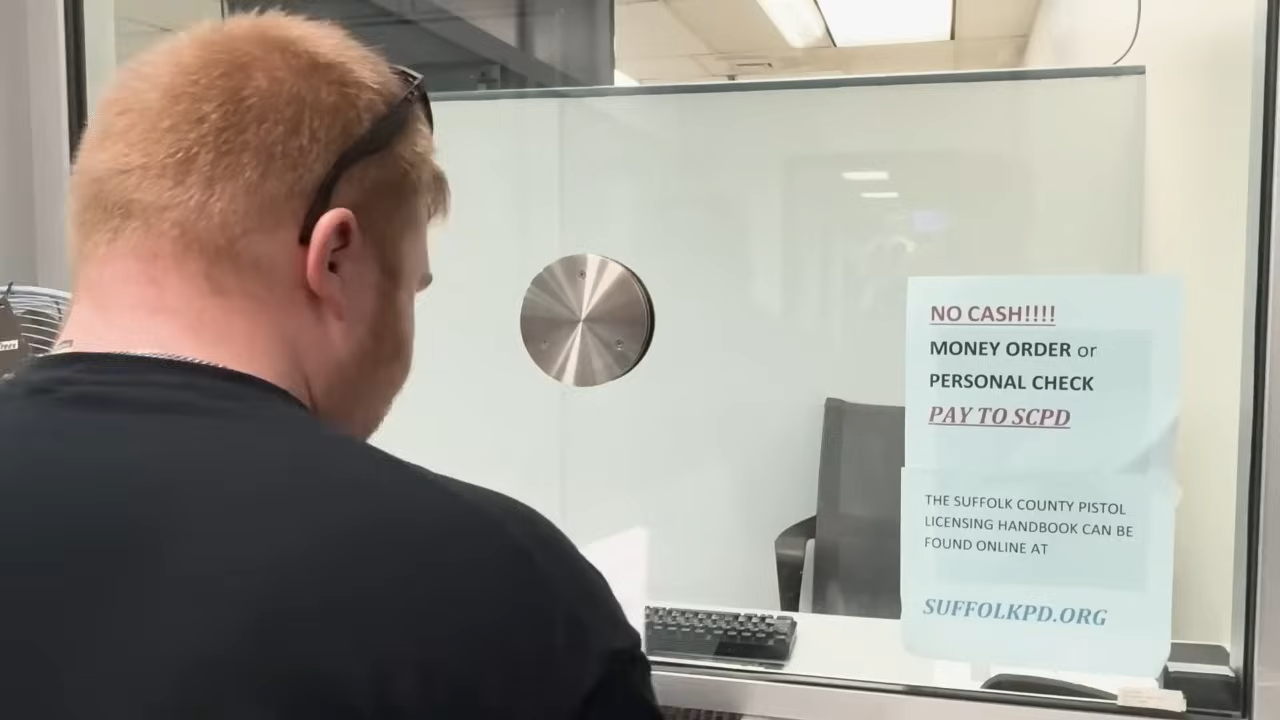 NO CASH!!!!
MONEY ORDER or
PERSONAL CHECK
PAY TO SCPD
THE SUFFOLK COUNTY PISTOL
LICENSING HANDBOOK CAN BE
FOUND ONLINE AT
SUFFOLKPD.ORG